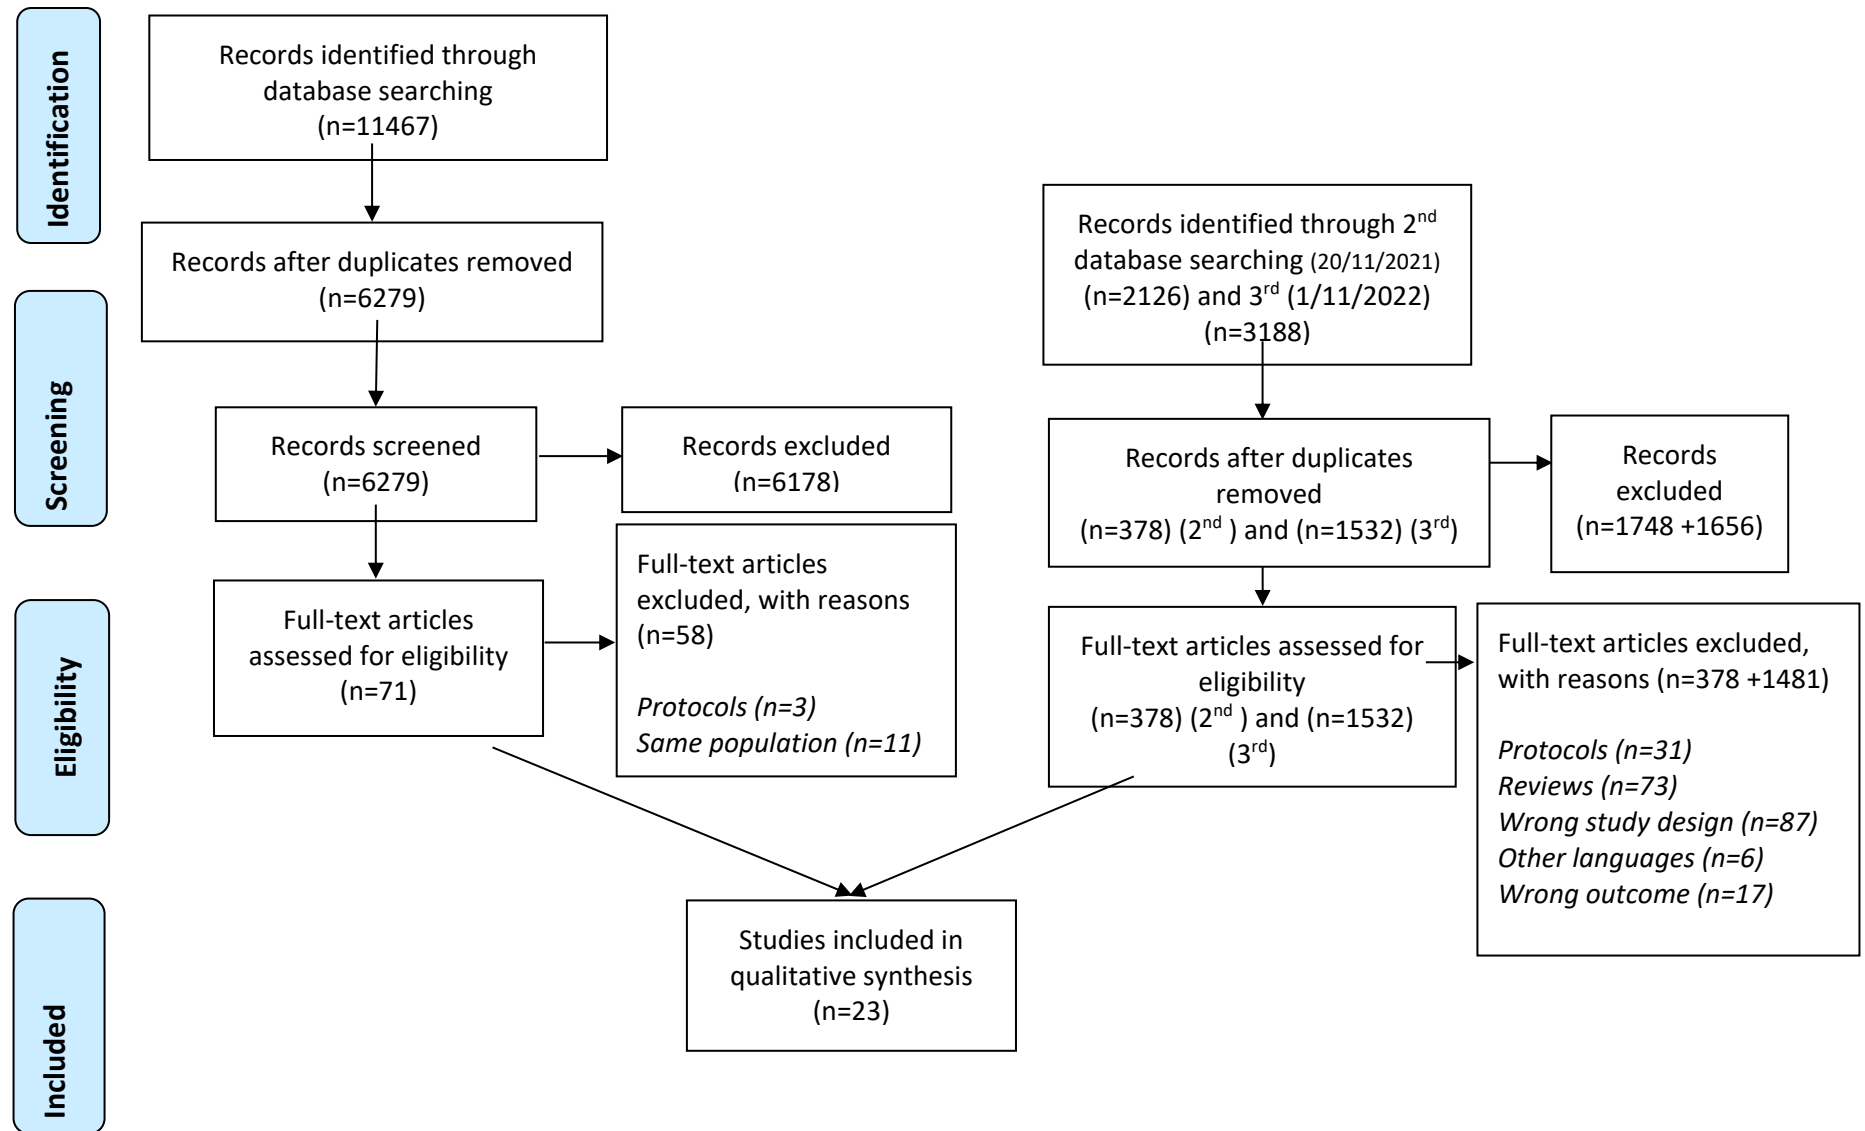 Identification
Records identified through
database searching
(n=11467)
Records after duplicates removed
(n=6279)
Records identified through 2nd
database searching (20/11/2021)
(n=2126) and 3rd (1/11/2022)
(n=3188)
Screening
Records screened
(n=6279)
Records excluded
(n=6178)
Records after duplicates
removed
(n=378) (2nd ) and (n=1532) (3rd)
Records
excluded
(n=1748 +1656)
Eligibility
Full-text articles
assessed for eligibility
(n=71)
Full-text articles
excluded, with reasons
(n=58)
Protocols (n=3)
Same population (n=11)
Full-text articles assessed for
eligibility
(n=378) (2nd ) and (n=1532)
(3rd)
Full-text articles excluded,
with reasons (n=378 +1481)
Protocols (n=31)
Reviews (n=73)
Wrong study design (n=87)
Other languages (n=6)
Wrong outcome (n=17)
Included
Studies included in
qualitative synthesis
(n=23)